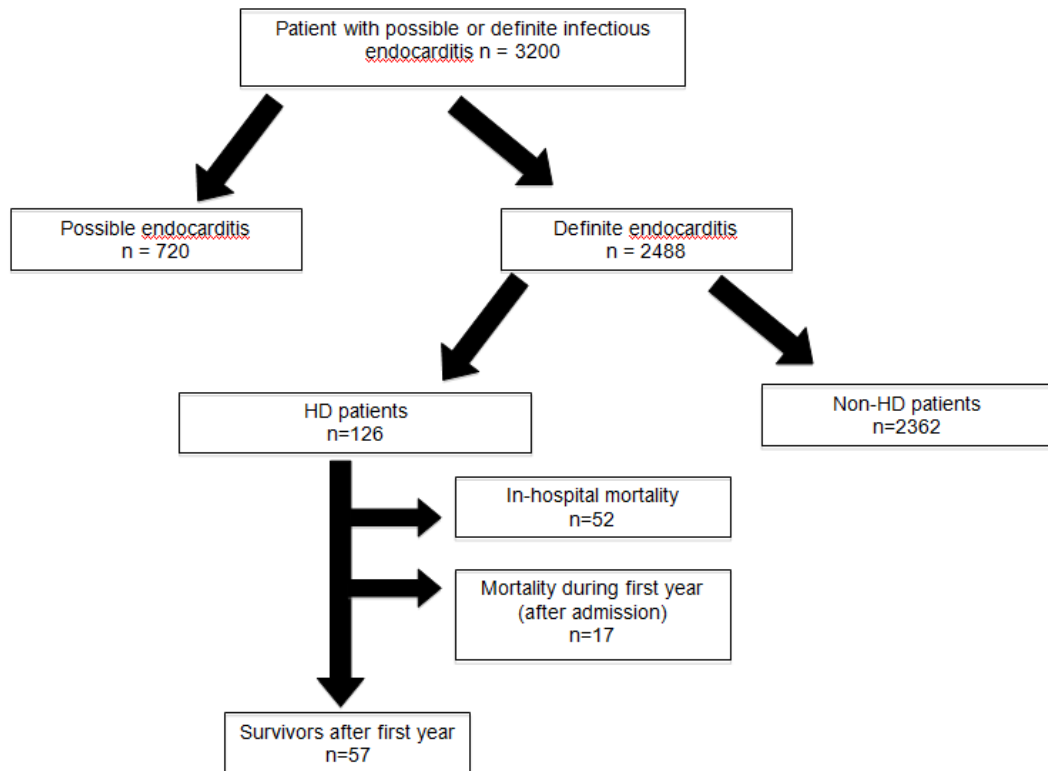 Patient with possible or definite infectious
endocarditis n = 3200
Possible endocarditis
n = 720
Definite endocarditis
n = 2488
HD patients
n=126
Non-HD patients
n=2362
In-hospital mortality
n=52
Mortality during first year
(after admission)
n=17
Survivors after first year
n=57